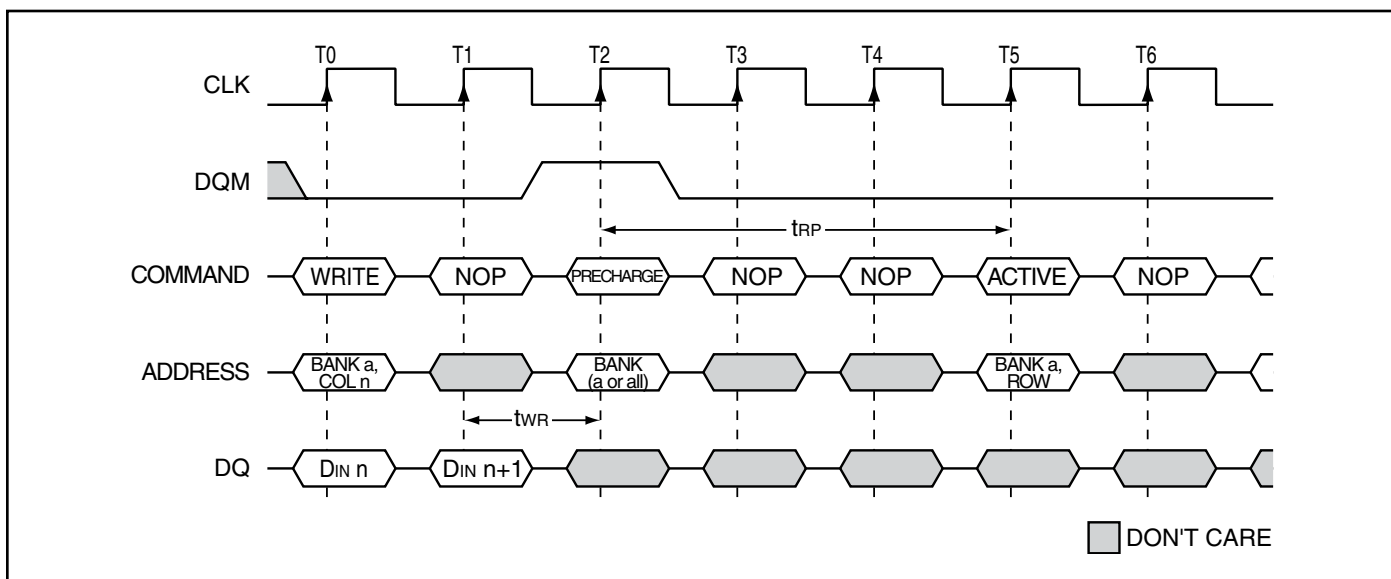 T0 T1 T2 T3 T4 T5 T6
CLK
DQM
tRP
COMMAND WRITE NOP PRECHARGE NOP NOP ACTIVE NOP
ADDRESS BANK a, COL n BANK (a or all) BANK a, ROW
tWR
DQ DIN n DIN n+1
DON'T CARE